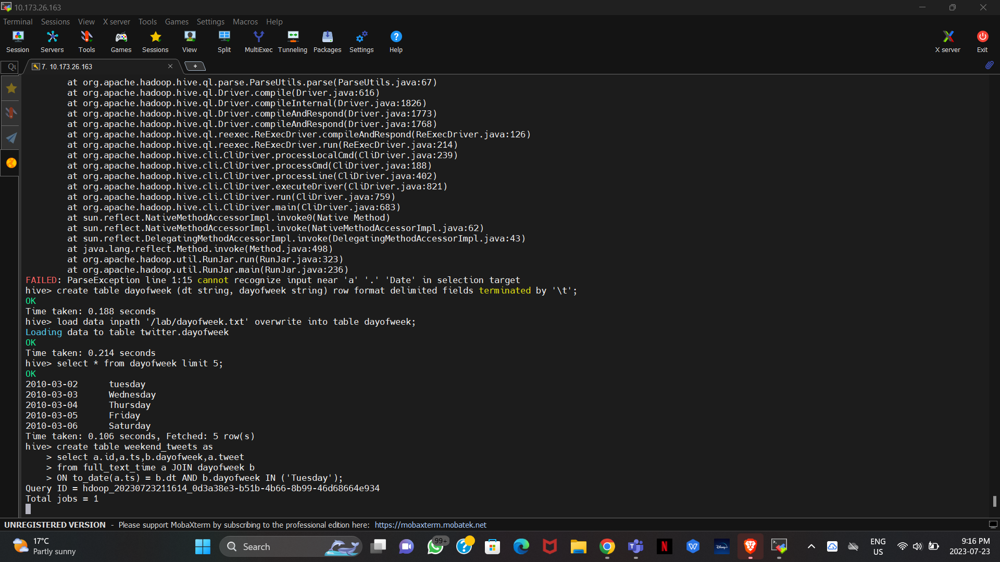 10.173.26.163
Terminal Sessions View X server Tools Games Settings Macros Help
Session Servers Tools Games Sessions View Split MultiExec Tunneling Packages Settings Help X server Exit
7. 10.173.26.163
at org.apache.hadoop.hive.ql.parse.ParseUtils.parse(ParseUtils.java:67)
at org.apache.hadoop.hive.ql.Driver.compile(Driver.java:616)
at org.apache.hadoop.hive.ql.Driver.compileInternal(Driver.java:1826)
at org.apache.hadoop.hive.ql.Driver.compileAndRespond(Driver.java:1773)
at org.apache.hadoop.hive.ql.Driver.compileAndRespond(Driver.java:1768)
at org.apache.hadoop.hive.ql.reexec.ReExecDriver.compileAndRespond(ReExecDriver.java:126)
at org.apache.hadoop.hive.ql.reexec.ReExecDriver.run(ReExecDriver.java:214)
at org.apache.hadoop.hive.cli.CliDriver.processLocalCmd(CliDriver.java:239)
at org.apache.hadoop.hive.cli.CliDriver.processCmd(CliDriver.java:188)
at org.apache.hadoop.hive.cli.CliDriver.processLine(CliDriver.java:402)
at org.apache.hadoop.hive.cli.CliDriver.executeDriver(CliDriver.java:821)
at org.apache.hadoop.hive.cli.CliDriver.run(CliDriver.java:759)
at org.apache.hadoop.hive.cli.CliDriver.main(CliDriver.java:683)
at sun.reflect.NativeMethodAccessorImpl.invoke0(Native Method)
at sun.reflect.NativeMethodAccessorImpl.invoke(NativeMethodAccessorImpl.java:62)
at sun.reflect.DelegatingMethodAccessorImpl.invoke(DelegatingMethodAccessorImpl.java:43)
at java.lang.reflect.Method.invoke(Method.java:498)
at org.apache.hadoop.util.RunJar.run(RunJar.java:323)
at org.apache.hadoop.util.RunJar.main(RunJar.java:236)
FAILED: ParseException line 1:15 cannot recognize input near 'a' '.' 'Date' in selection target
hive> create table dayofweek (dt string, dayofweek string) row format delimited fields terminated by '\t';
OK
Time taken: 0.188 seconds
hive> load data inpath '/lab/dayofweek.txt' overwrite into table dayofweek;
Loading data to table twitter.dayofweek
OK
Time taken: 0.214 seconds
hive> select * from dayofweek limit 5;
OK
2010-03-02 tuesday
2010-03-03 Wednesday
2010-03-04 Thursday
2010-03-05 Friday
2010-03-06 Saturday
Time taken: 0.106 seconds, Fetched: 5 row(s)
hive> create table weekend_tweets as
> select a.id,a.ts,b.dayofweek,a.tweet
> from full_text_time a JOIN dayofweek b
> ON to_date(a.ts) = b.dt AND b.dayofweek IN ('Tuesday');
Query ID = hdoop_20230723211614_0d3a38e3-b51b-4b66-8b99-46d68664e934
Total jobs = 1
UNREGISTERED VERSION - Please support MobaXterm by subscribing to the professional edition here: https://mobaxterm.mobatek.net
17°C
Partly sunny
Search
99+
Disney+
ENG
US
9:16 PM
2023-07-23